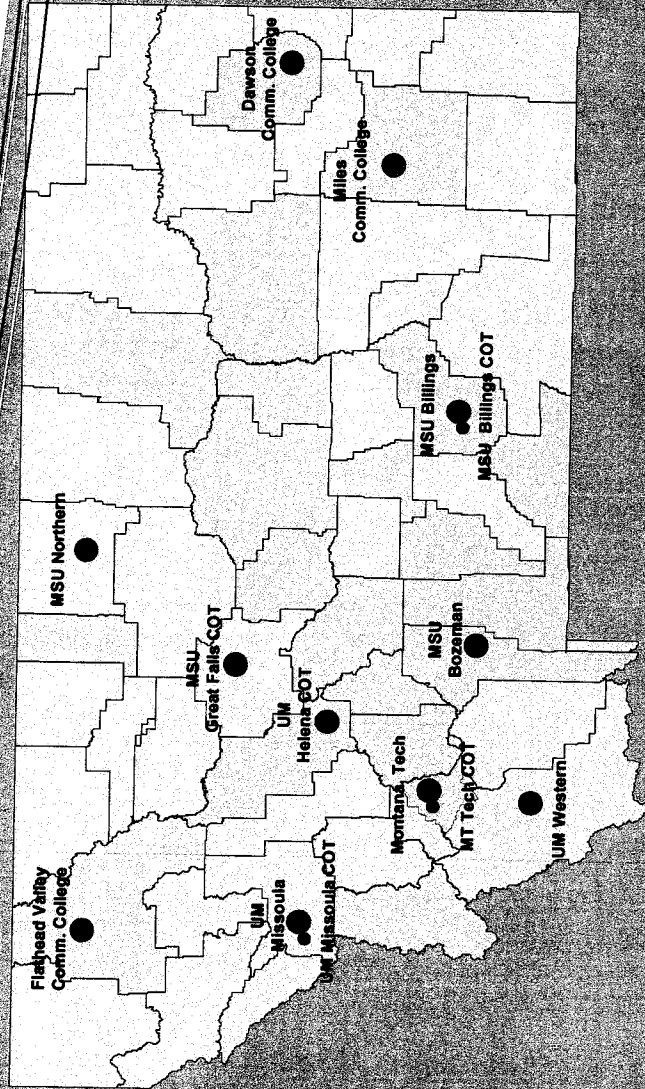 Flathead Valley
Comm. College
MSU Northern
MSU
Great Falls COT
UM
Helena COT
UM
Missoula
UM Missoula COT
Montana Tech
MT Tech COT
UM Western
MSU
Bozeman
MSU Billings
MSU Billings COT
Miles
Comm. College
Dawson
Comm. College